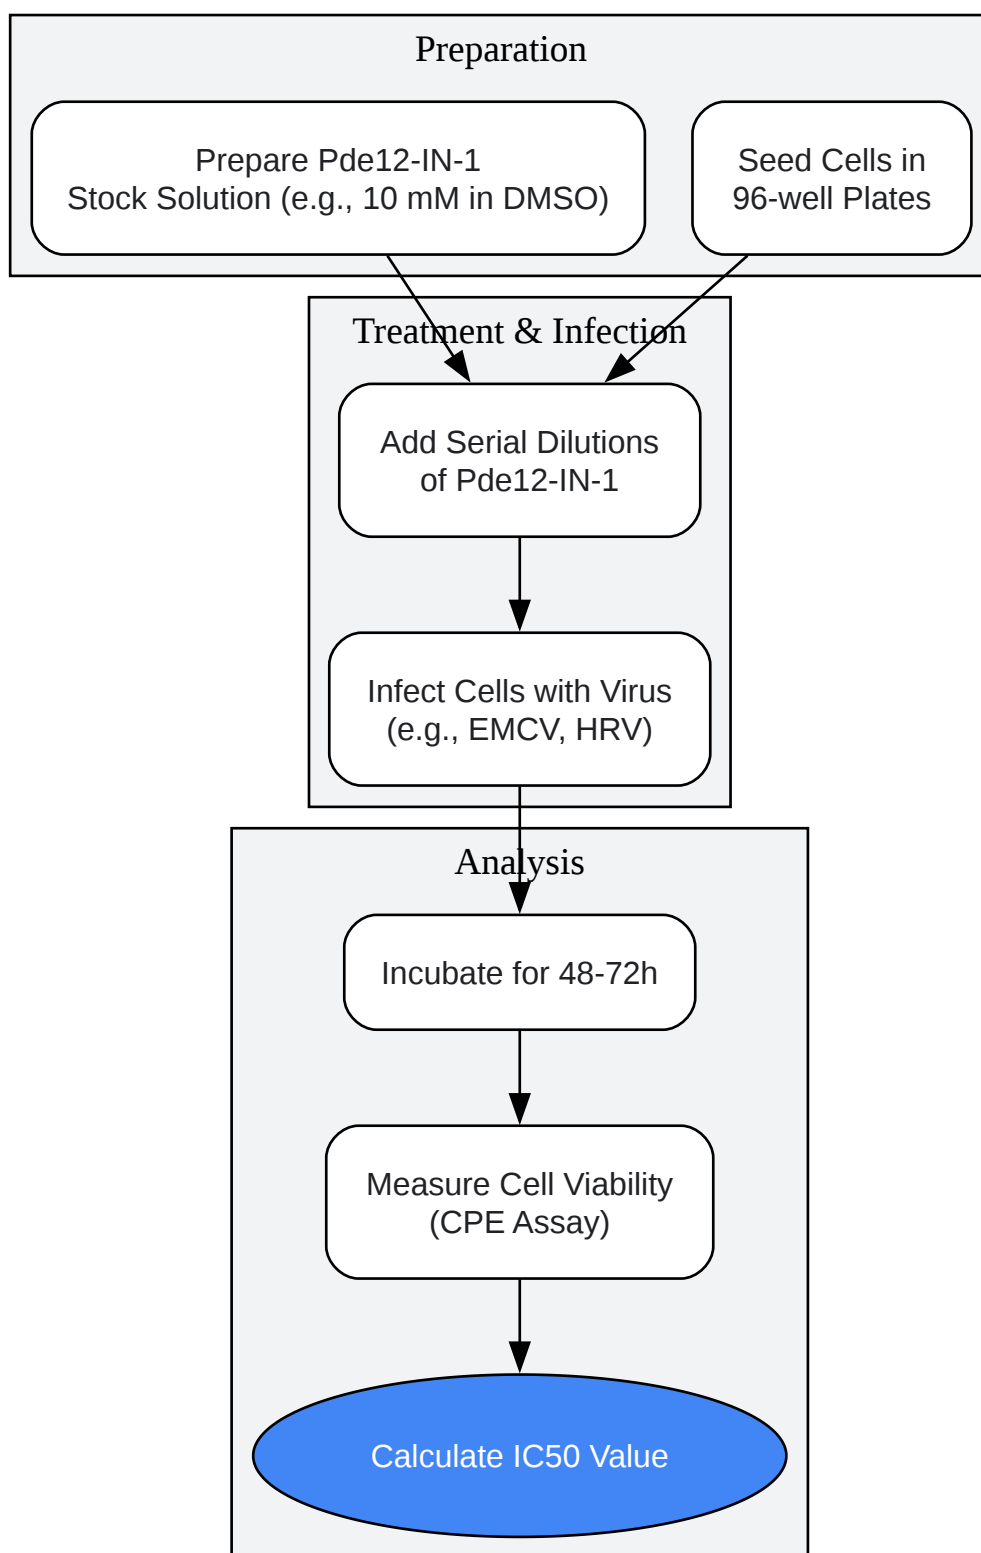 Preparation
Prepare Pde12-IN-1
Stock Solution (e.g., 10 mM in DMSO)
Seed Cells in
96-well Plates
Treatment & Infection
Add Serial Dilutions
of Pde12-IN-1
Infect Cells with Virus
(e.g., EMCV, HRV)
Analysis
Incubate for 48-72h
Measure Cell Viability
(CPE Assay)
Calculate IC50 Value